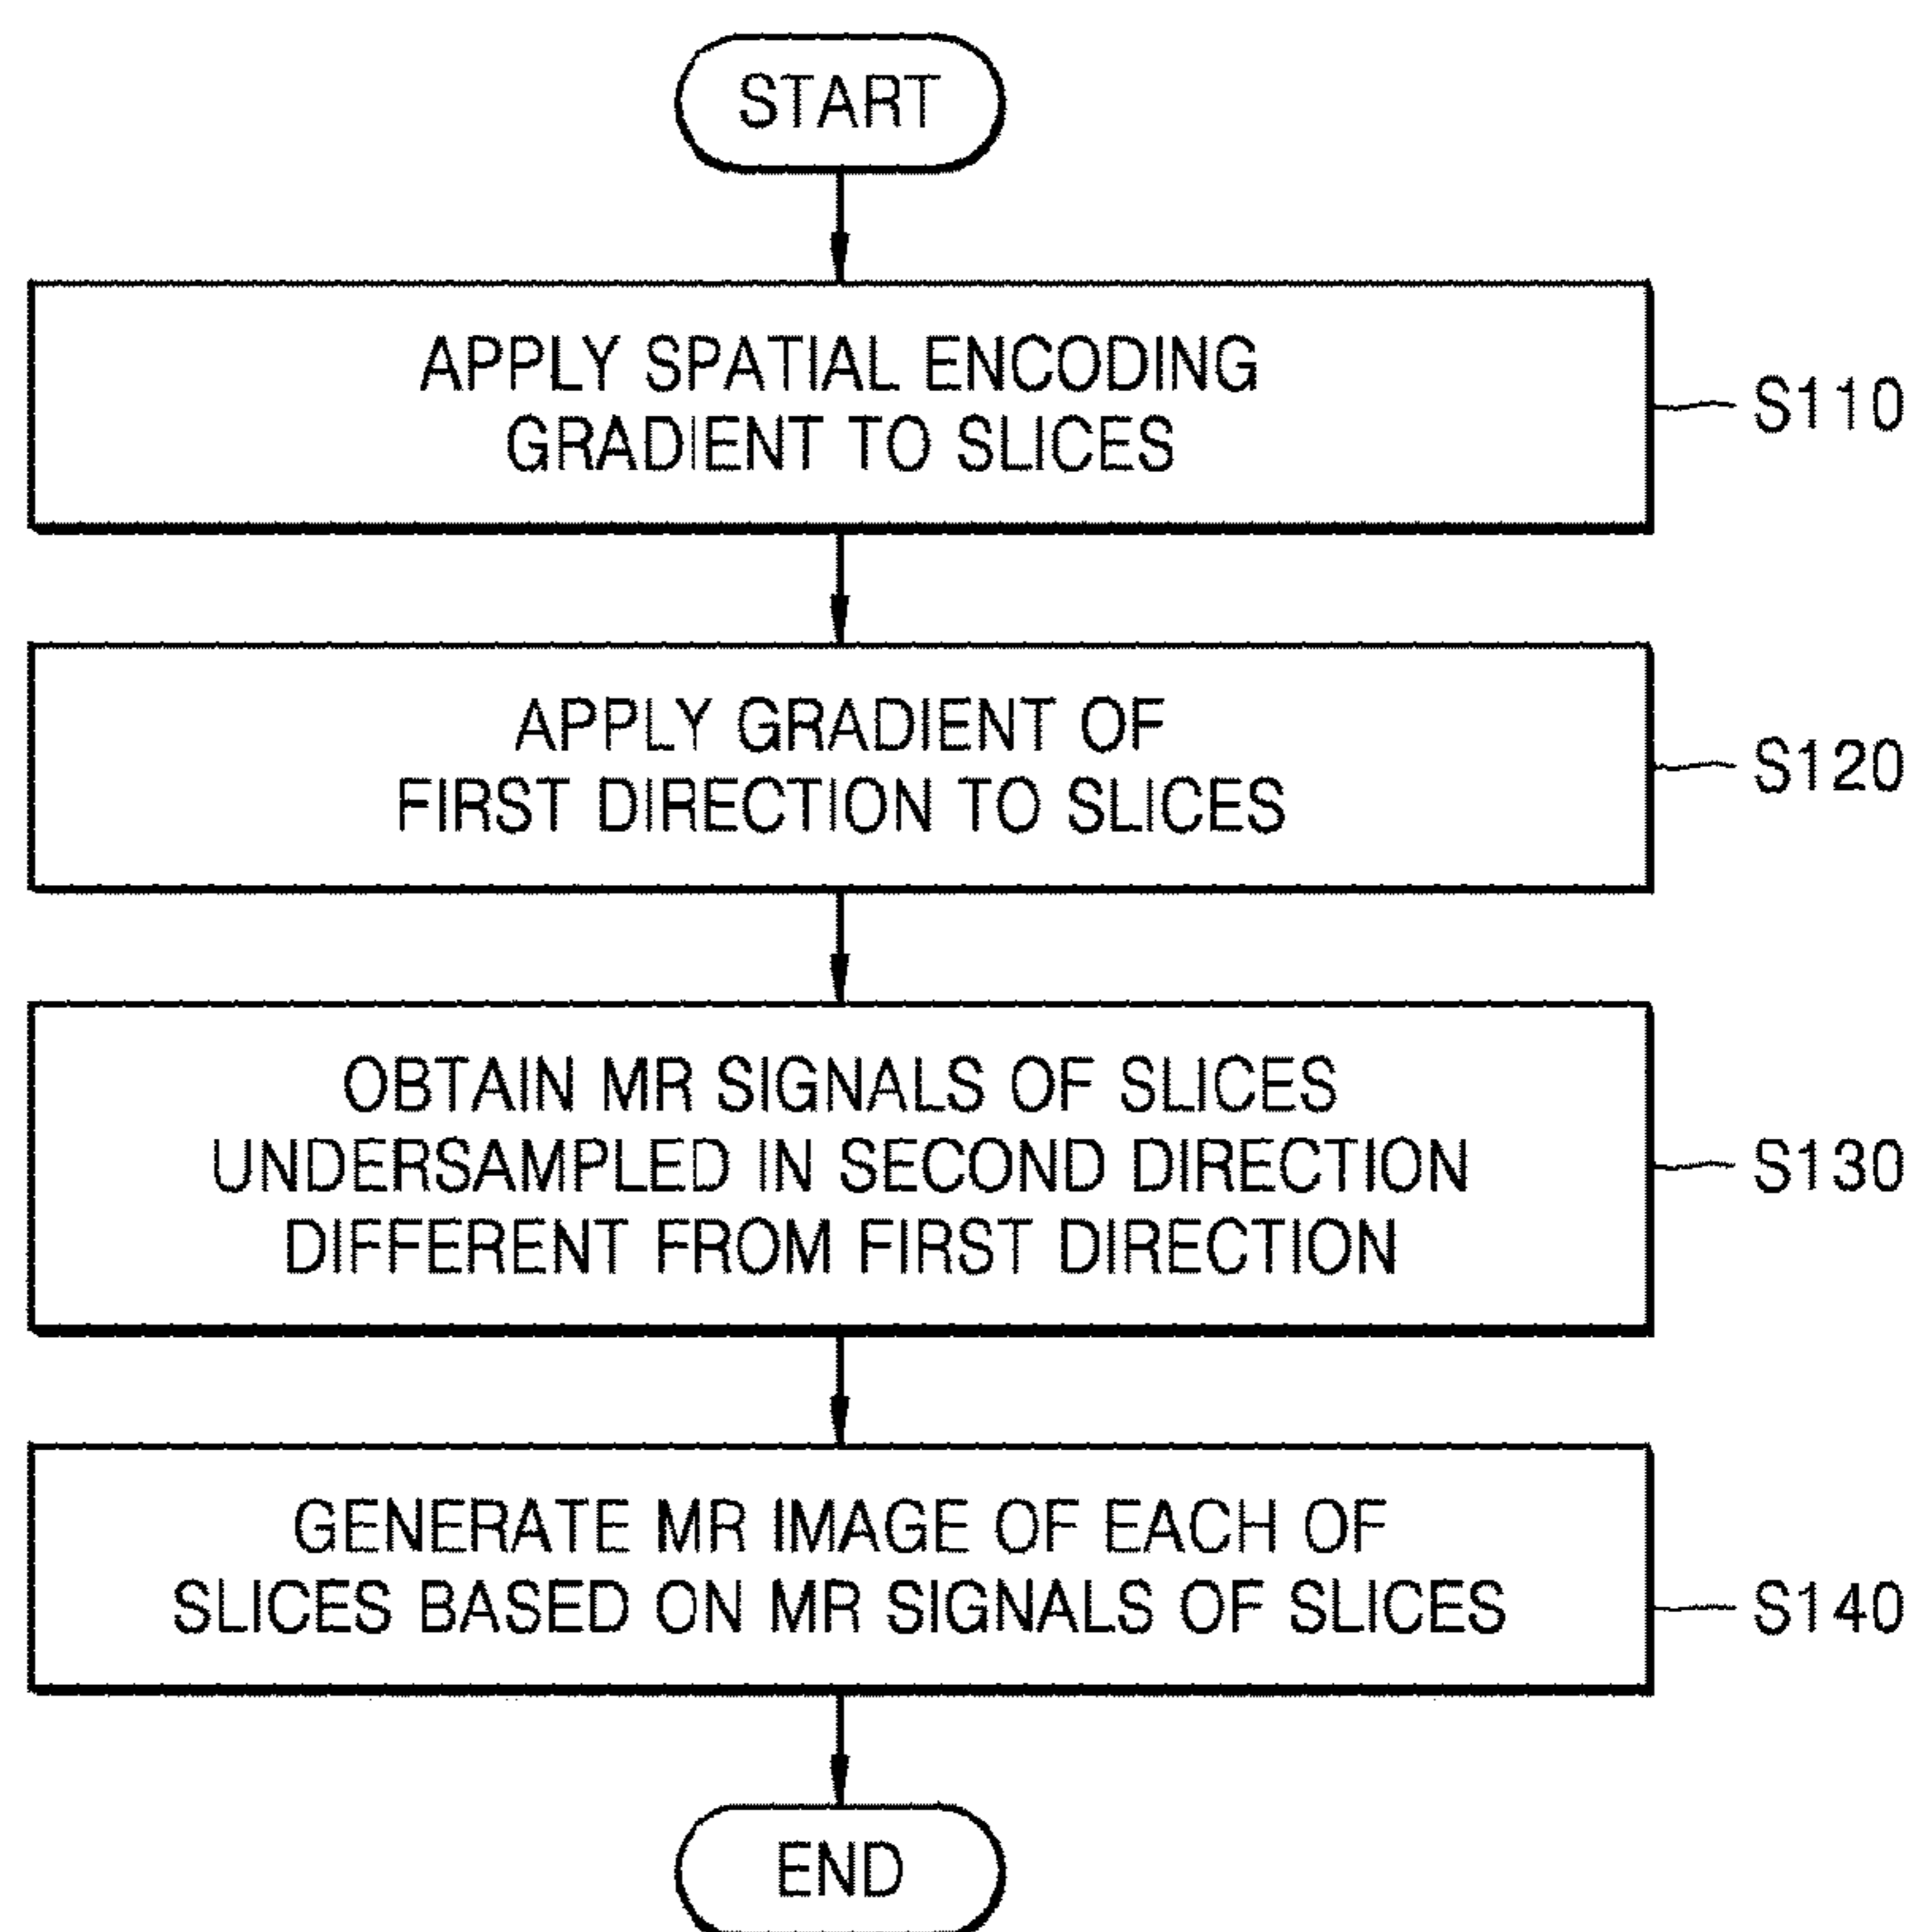 START
APPLY SPATIAL ENCODING
GRADIENT TO SLICES
S110
APPLY GRADIENT OF
FIRST DIRECTION TO SLICES
S120
OBTAIN MR SIGNALS OF SLICES
UNDERSAMPLED IN SECOND DIRECTION
DIFFERENT FROM FIRST DIRECTION
S130
GENERATE MR IMAGE OF EACH OF
SLICES BASED ON MR SIGNALS OF SLICES
S140
END